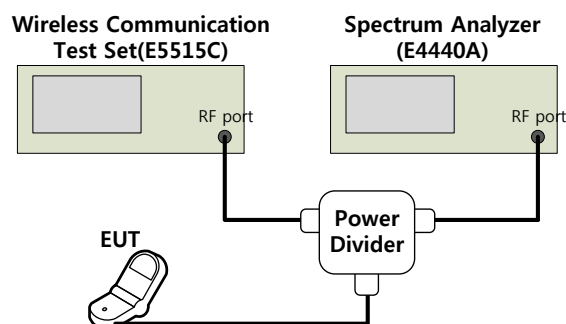 Wireless Communication
Test Set(E5515C)
Spectrum Analyzer
(E4440A)
RF port
RF port
Power
Divider
EUT